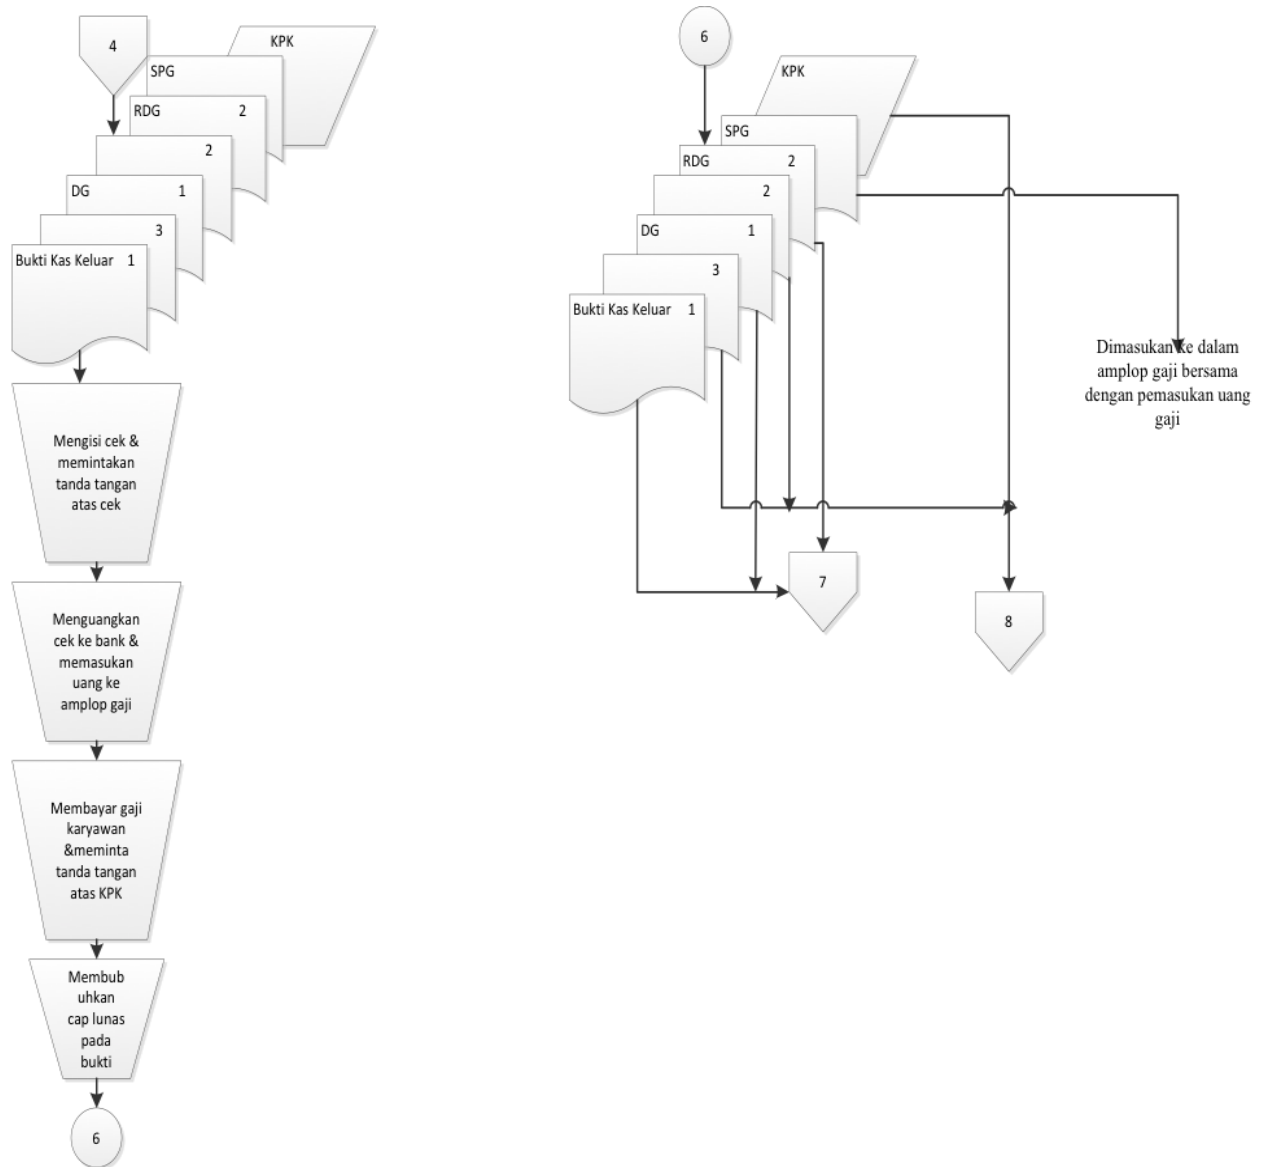 4
KPK
SPG
RDG 2
2
DG 1
3
Bukti Kas Keluar 1
Mengisi cek &
memintakan
tanda tangan
atas cek
Menguangkan
cek ke bank &
memasukan
uang ke
amplop gaji
Membayar gaji
karyawan
&meminta
tanda tangan
atas KPK
Membub
uhkan
cap lunas
pada
bukti
6
6
KPK
SPG
RDG 2
2
DG 1
3
Bukti Kas Keluar 1
Dimasukan ke dalam
amplop gaji bersama
dengan pemasukan uang
gaji
7
8